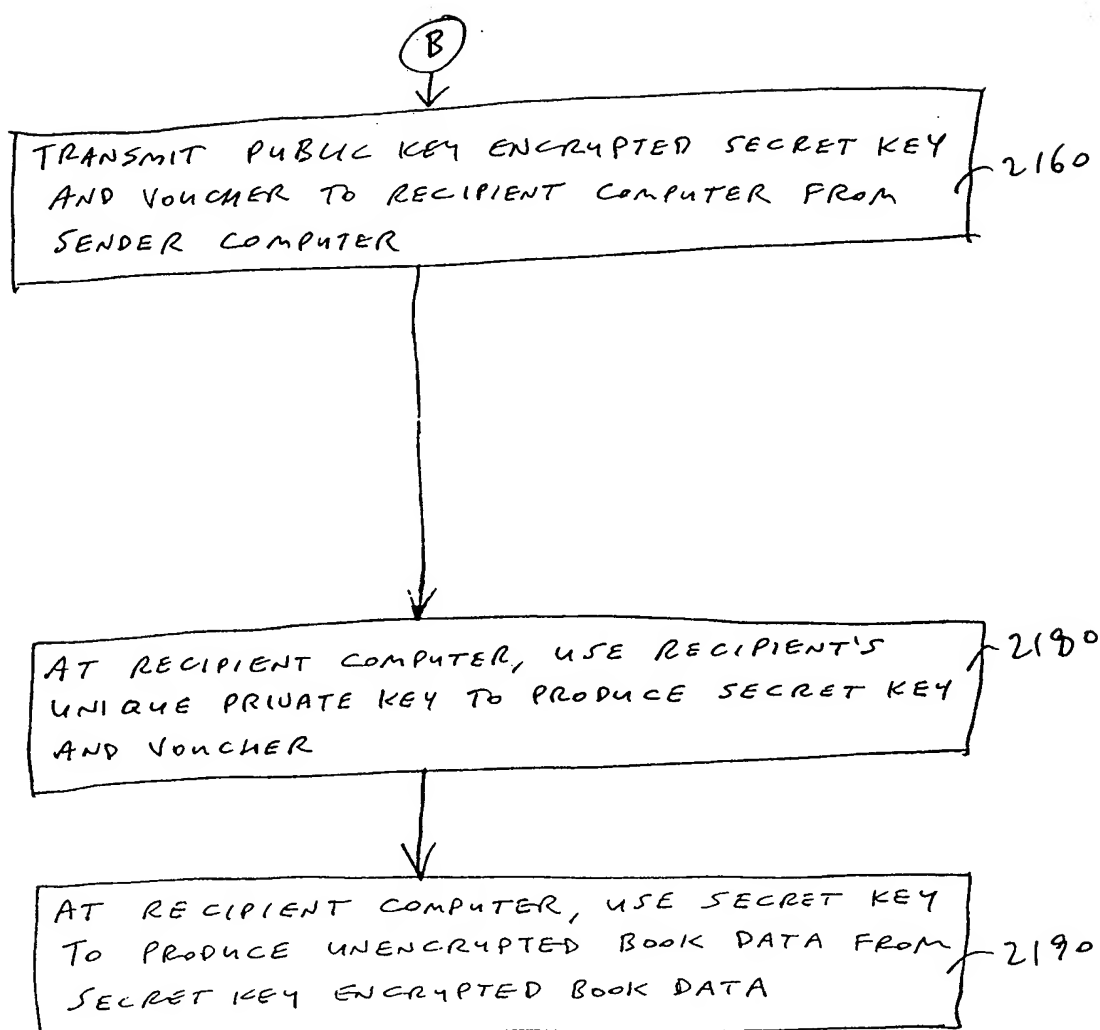 B
TRANSMIT PUBLIC KEY ENCRYPTED SECRET KEY
AND VOUCHER TO RECIPIENT COMPUTER FROM
SENDER COMPUTER
2160
AT RECIPIENT COMPUTER, USE RECIPIENT'S
UNIQUE PRIVATE KEY TO PRODUCE SECRET KEY
AND VOUCHER
2180
AT RECIPIENT COMPUTER, USE SECRET KEY
TO PRODUCE UNENCRYPTED BOOK DATA FROM
SECRET KEY ENCRYPTED BOOK DATA
2190